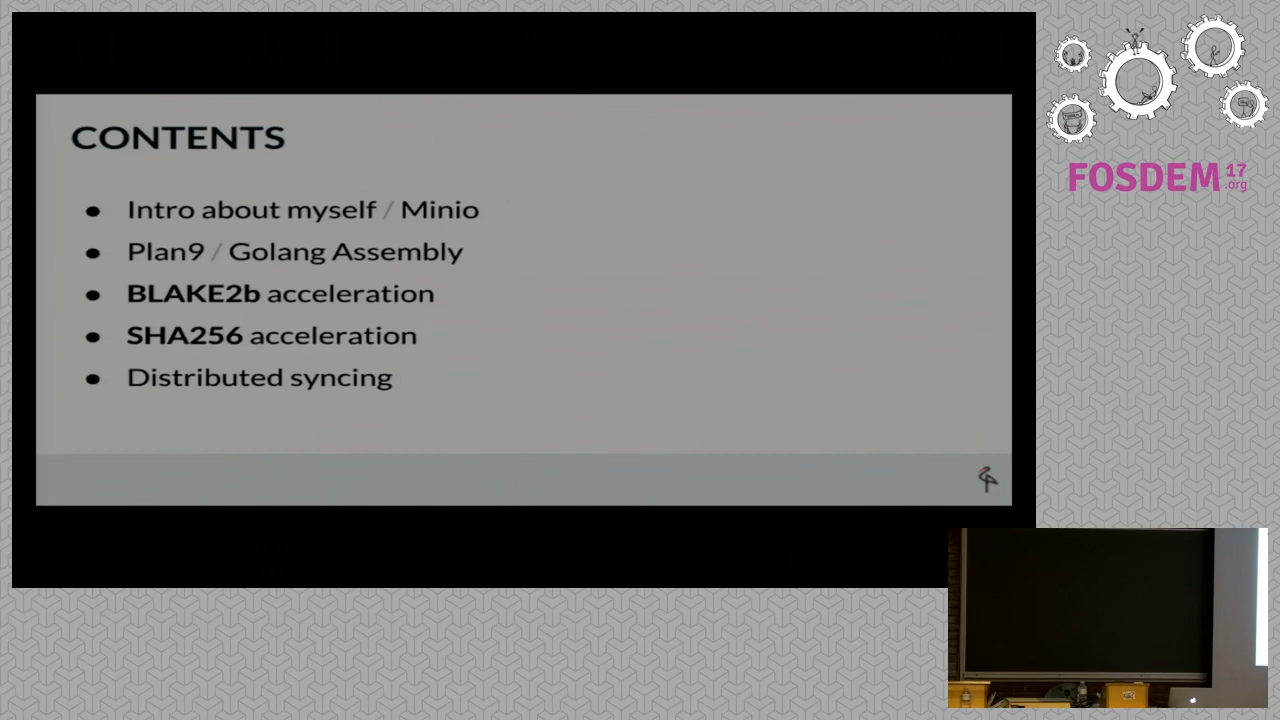 CONTENTS
● Intro about myself / Minio
● Plan9 / Golang Assembly
● BLAKE2b acceleration
● SHA256 acceleration
● Distributed syncing
FOSDEM 17
.org